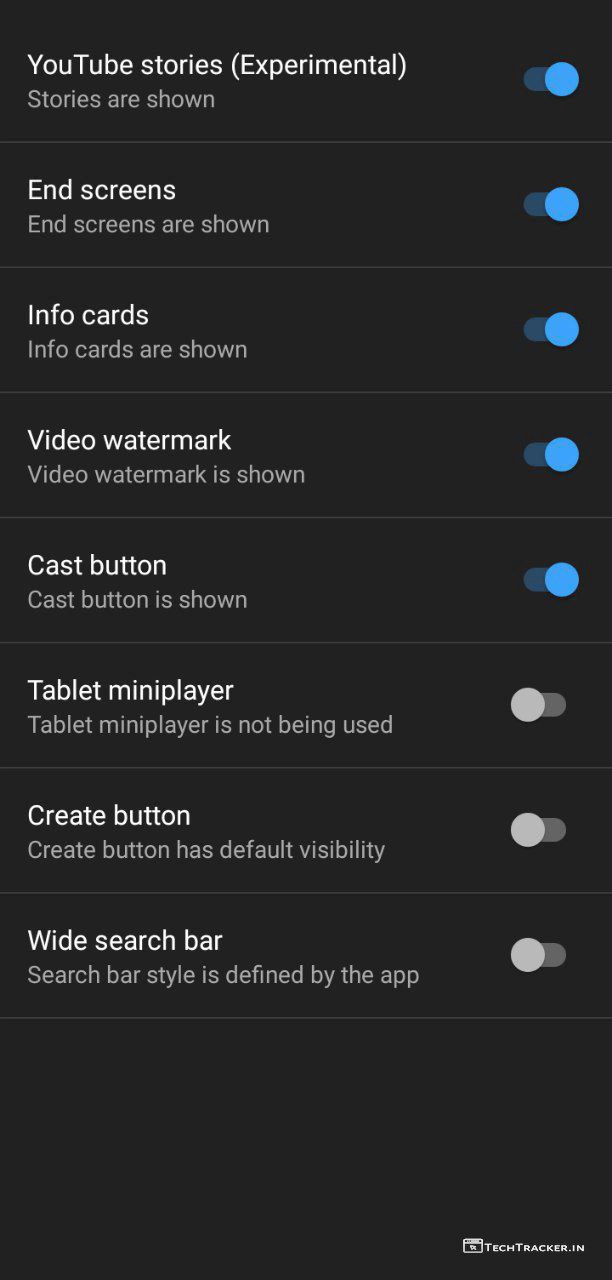 YouTube stories (Experimental)
Stories are shown
End screens
End screens are shown
Info cards
Info cards are shown
Video watermark
Video watermark is shown
Cast button
Cast button is shown
Tablet miniplayer
Tablet miniplayer is not being used
Create button
Create button has default visibility
Wide search bar
Search bar style is defined by the app
TechTracker.in